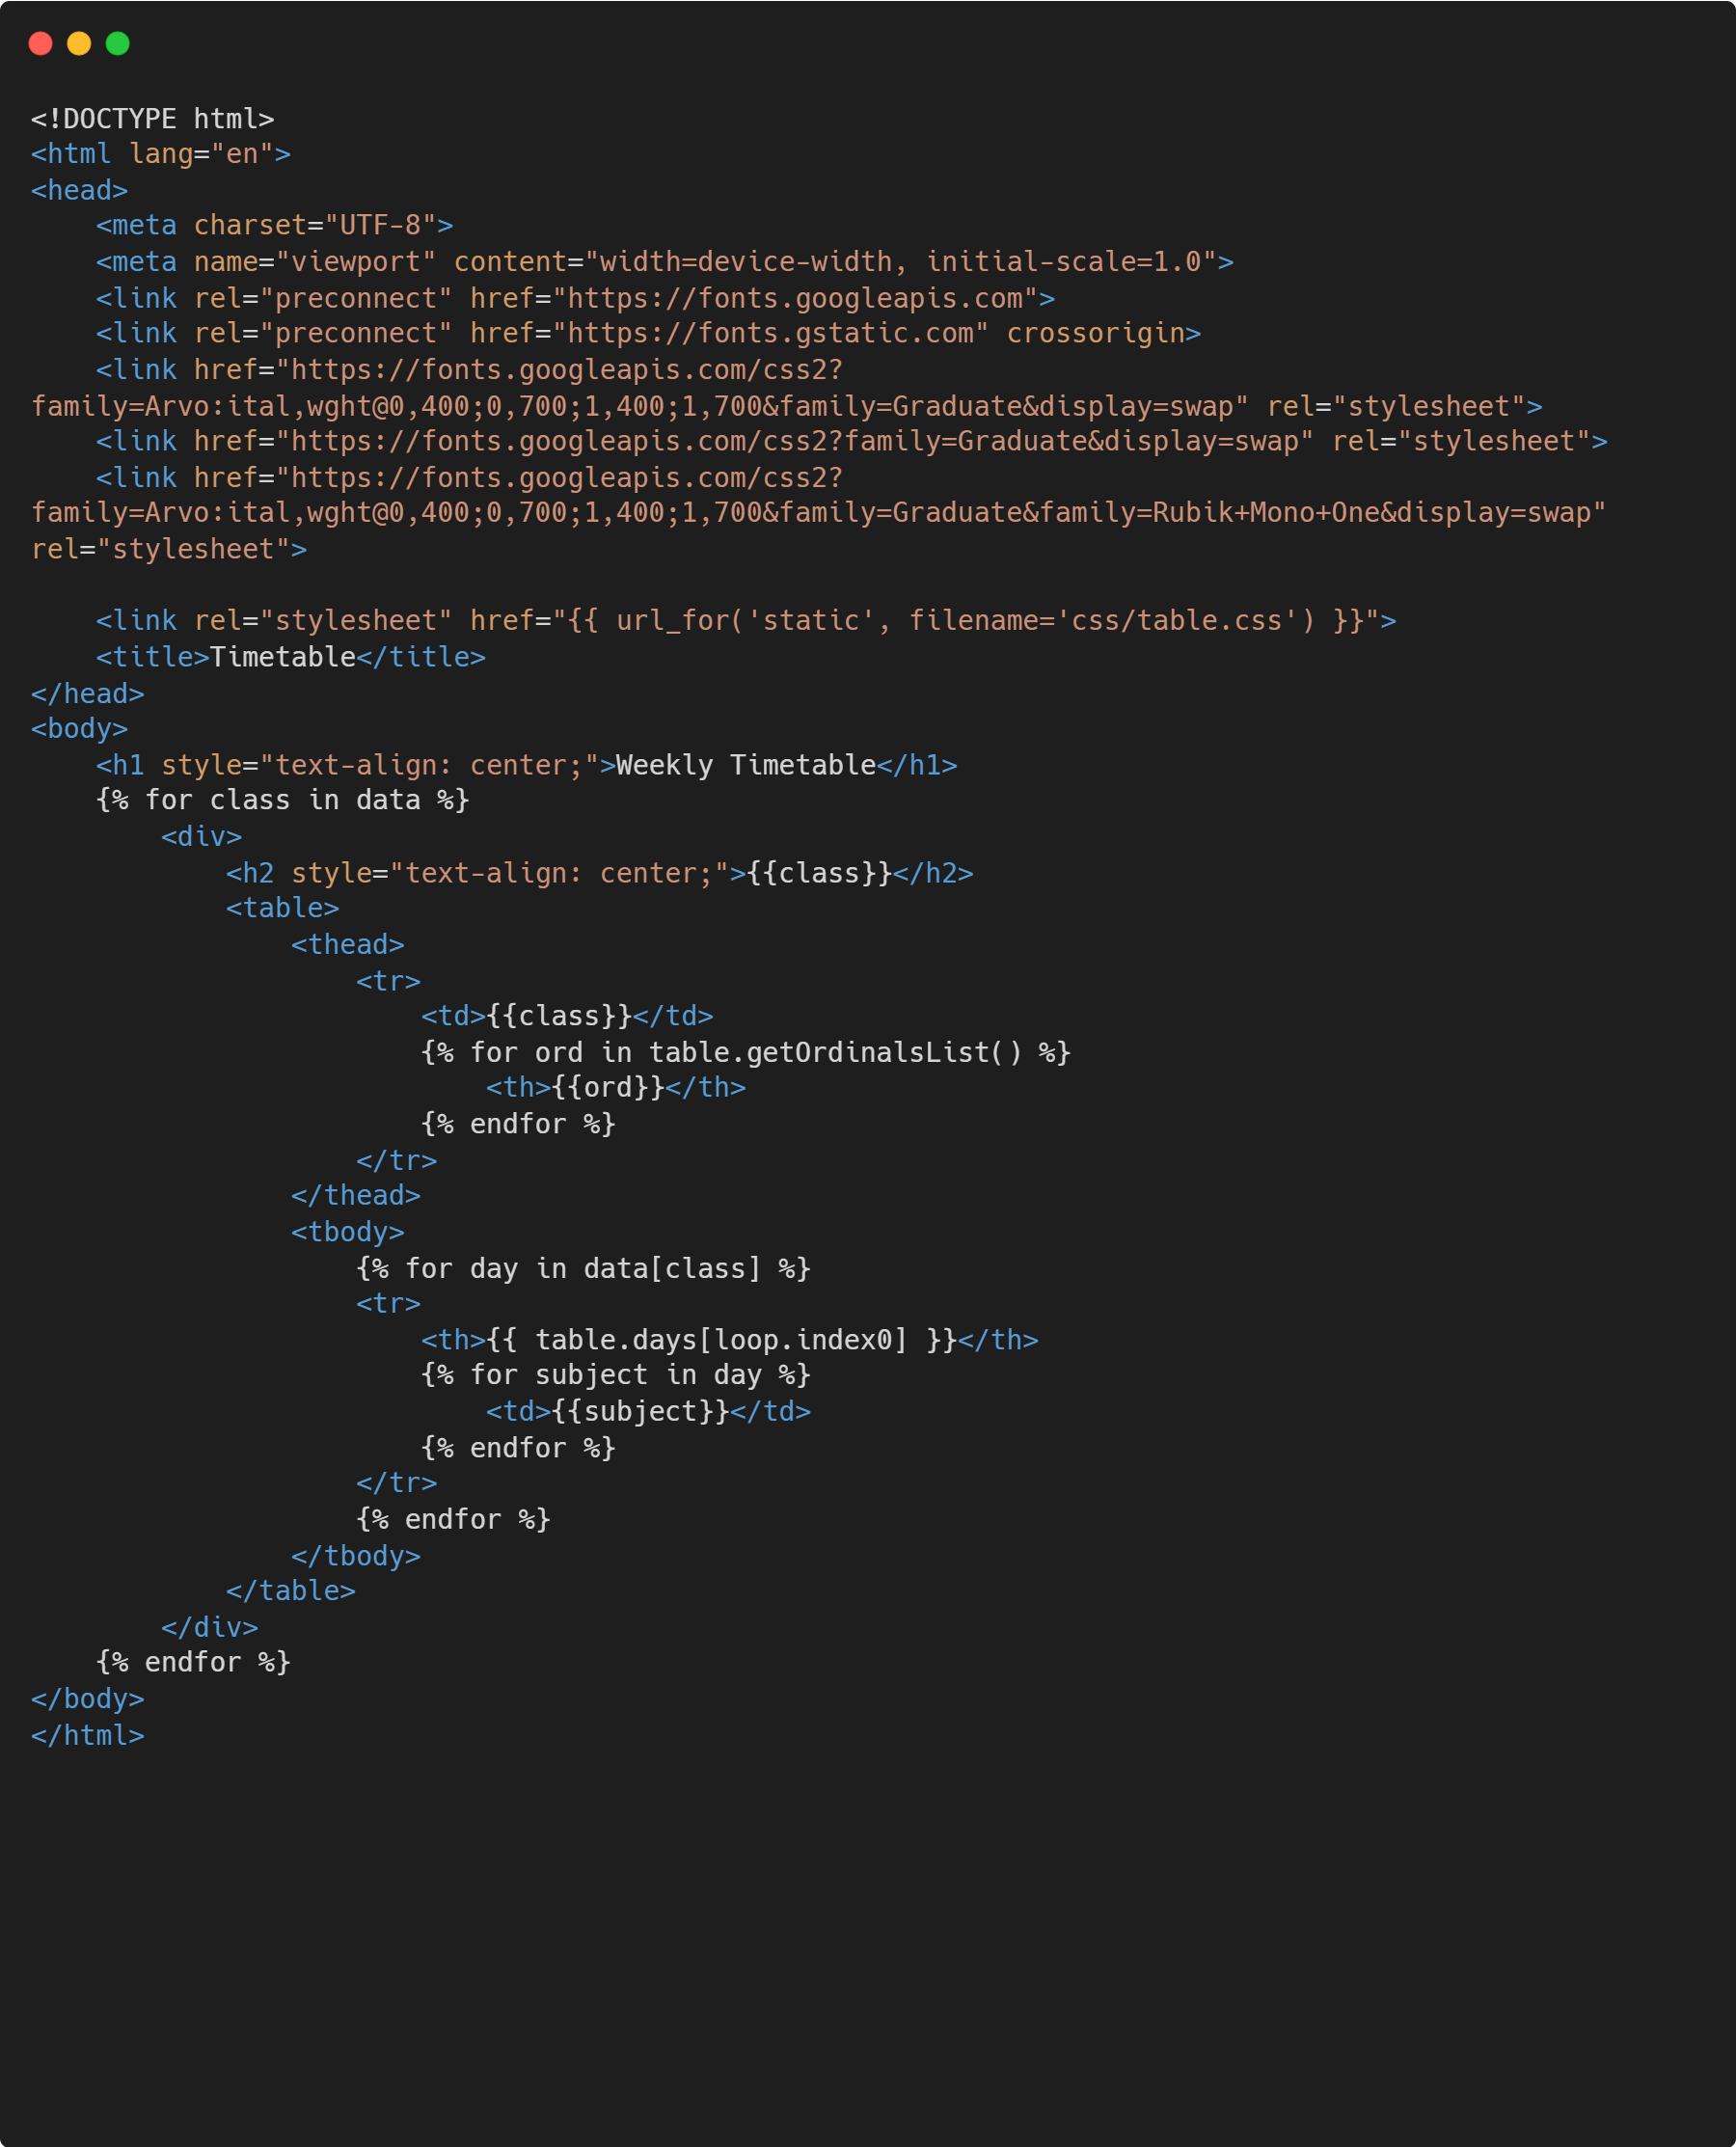 <!DOCTYPE html>
<html lang="en">
<head>
    <meta charset="UTF-8">
    <meta name="viewport" content="width=device-width, initial-scale=1.0">
    <link rel="preconnect" href="https://fonts.googleapis.com">
    <link rel="preconnect" href="https://fonts.gstatic.com" crossorigin>
    <link href="https://fonts.googleapis.com/css2?
family=Arvo:ital,wght@0,400;0,700;1,400;1,700&family=Graduate&display=swap" rel="stylesheet">
    <link href="https://fonts.googleapis.com/css2?family=Graduate&display=swap" rel="stylesheet">
    <link href="https://fonts.googleapis.com/css2?
family=Arvo:ital,wght@0,400;0,700;1,400;1,700&family=Graduate&family=Rubik+Mono+One&display=swap"
rel="stylesheet">

    <link rel="stylesheet" href="{{ url_for('static', filename='css/table.css') }}">
    <title>Timetable</title>
</head>
<body>
    <h1 style="text-align: center;">Weekly Timetable</h1>
    {% for class in data %}
        <div>
            <h2 style="text-align: center;">{{class}}</h2>
            <table>
                <thead>
                    <tr>
                        <td>{{class}}</td>
                        {% for ord in table.getOrdinalsList() %}
                            <th>{{ord}}</th>
                        {% endfor %}
                    </tr>
                </thead>
                <tbody>
                    {% for day in data[class] %}
                    <tr>
                        <th>{{ table.days[loop.index0] }}</th>
                        {% for subject in day %}
                            <td>{{subject}}</td>
                        {% endfor %}
                    </tr>
                    {% endfor %}
                </tbody>
            </table>
        </div>
    {% endfor %}
</body>
</html>